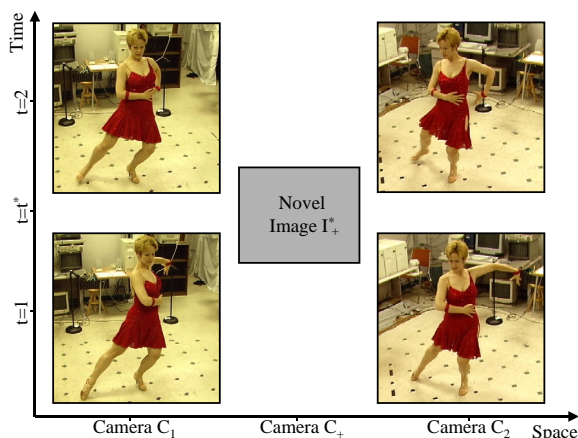 Time
t=2
Novel
Image I*+
t=t*
t=1
Camera C1
Camera C+
Camera C2
Space